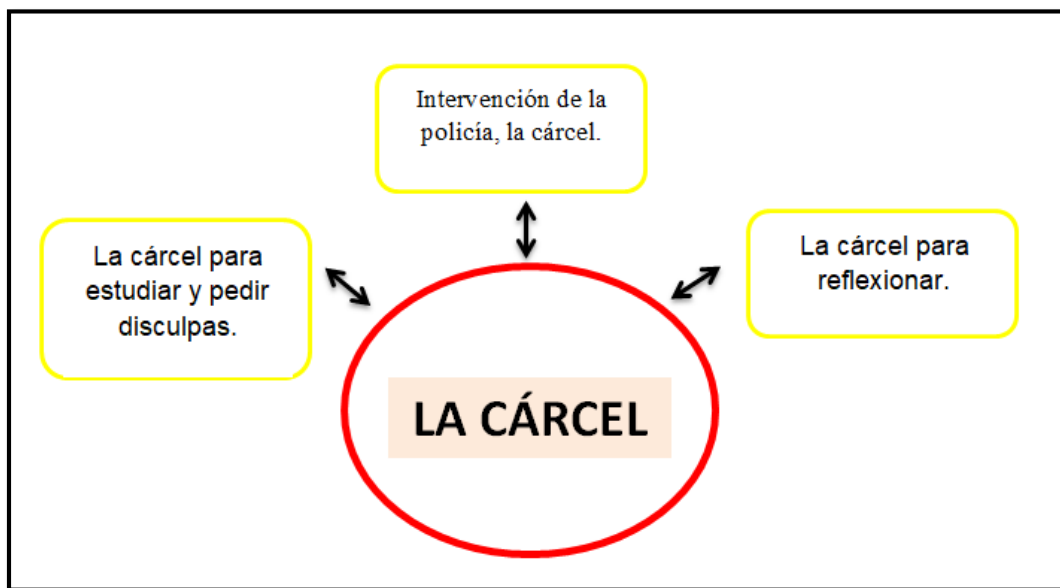 Intervención de la
policía, la cárcel.
La cárcel para
estudiar y pedir
disculpas.
La cárcel para
reflexionar.
LA CÁRCEL